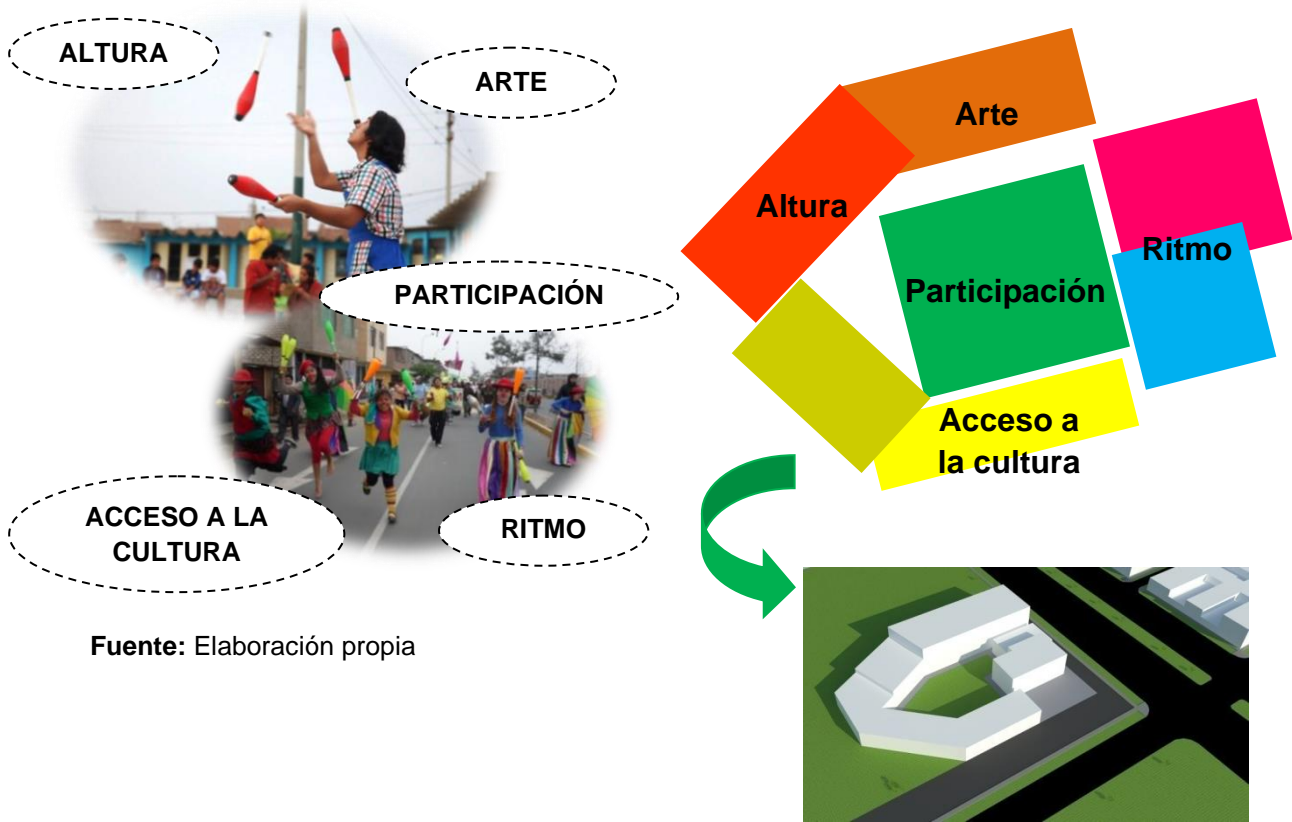 ALTURA
ARTE
PARTICIPACIÓN
ACCESO A LA
CULTURA
RITMO
Fuente: Elaboración propia
Arte
Altura
Ritmo
Participación
Acceso a
la cultura